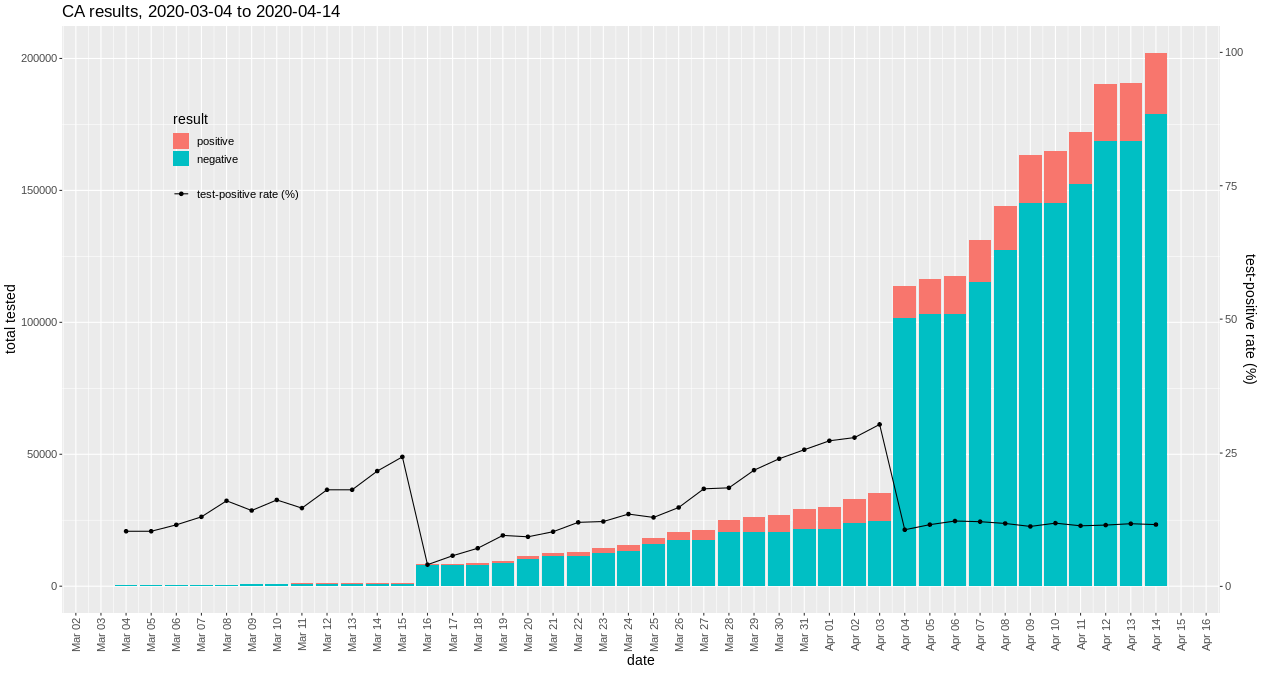 CA results, 2020-03-04 to 2020-04-14
total tested
200000
150000
100000
50000
0
result
positive
negative
test-positive rate (%)
100
75
50
25
0
test-positive rate (%)
Mar 02
Mar 03
Mar 04
Mar 05
Mar 06
Mar 07
Mar 08
Mar 09
Mar 10
Mar 11
Mar 12
Mar 13
Mar 14
Mar 15
Mar 16
Mar 17
Mar 18
Mar 19
Mar 20
Mar 21
Mar 22
Mar 23
Mar 24
Mar 25
Mar 26
Mar 27
Mar 28
Mar 29
Mar 30
Mar 31
Apr 01
Apr 02
Apr 03
Apr 04
Apr 05
Apr 06
Apr 07
Apr 08
Apr 09
Apr 10
Apr 11
Apr 12
Apr 13
Apr 14
Apr 15
Apr 16
date